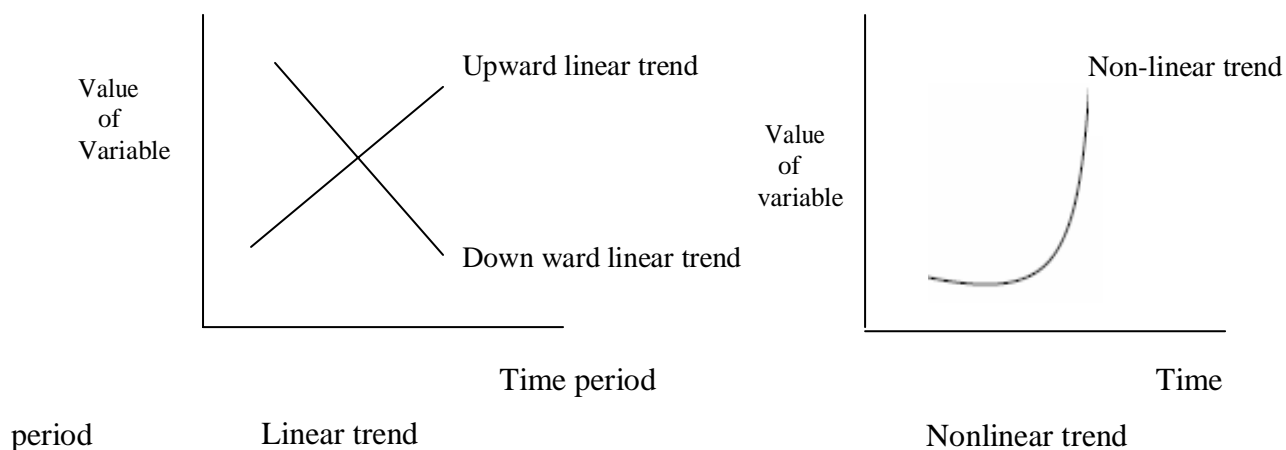 Upward linear trend
Value
of
Variable
Down ward linear trend
Time period
Linear trend
Non-linear trend
Value
of
variable
Time
period
Nonlinear trend